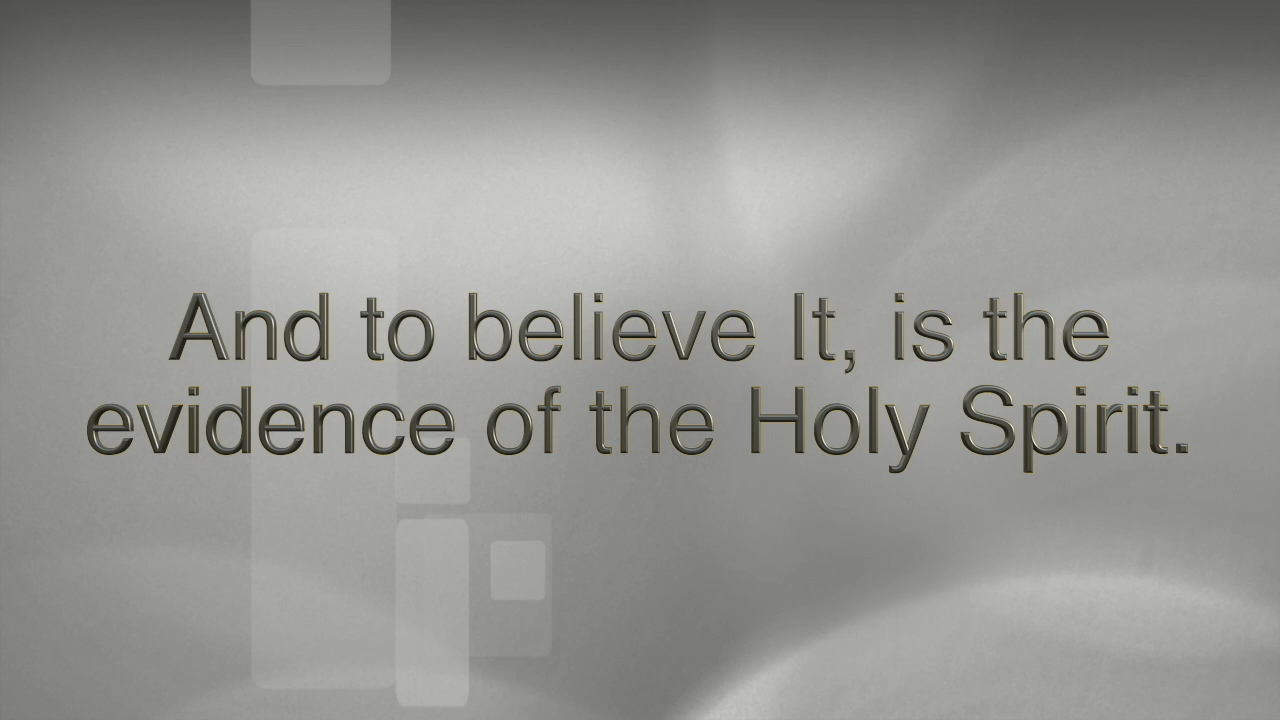 And to believe It, is the
evidence of the Holy Spirit.